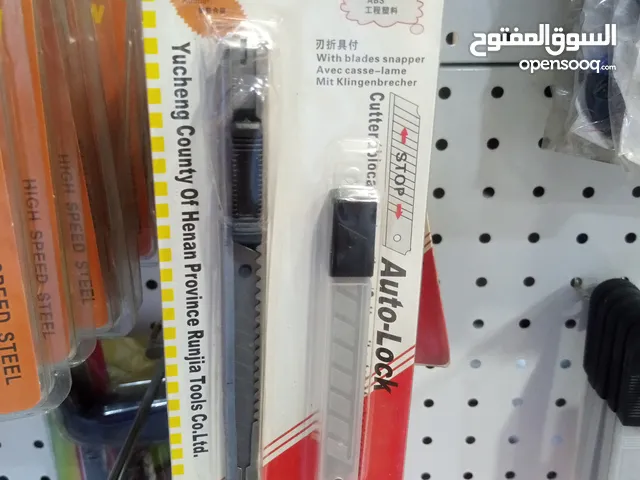 ABS
工程塑料
السوق المفتوح
opensooq.com
刃折具付
With blades snapper
Avec casse-lame
Mit Klingenbrecher
STOP
Auto-Lock
Yucheng County Of Henan Province Runjia Tools Co.Ltd.
HIGH SPEED STEEL
HIGH SPEED STEEL
SPEED STEEL